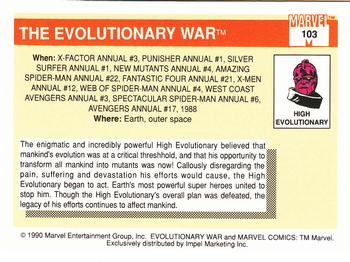 THE EVOLUTIONARY WAR™
MARVEL™
103
When: X-FACTOR ANNUAL #3, PUNISHER ANNUAL #1, SILVER
SURFER ANNUAL #1, NEW MUTANTS ANNUAL #4, AMAZING
SPIDER-MAN ANNUAL #22, FANTASTIC FOUR ANNUAL #21, X-MEN
ANNUAL #12, WEB OF SPIDER-MAN ANNUAL #4, WEST COAST
AVENGERS ANNUAL #3, SPECTACULAR SPIDER-MAN ANNUAL #6,
AVENGERS ANNUAL #17, 1988
Where: Earth, outer space
HIGH
EVOLUTIONARY
The enigmatic and incredibly powerful High Evolutionary believed that
mankind's evolution was at a critical threshhold, and that his opportunity to
transform all mankind into mutants was now! Callously disregarding the
pain, suffering and devastation his efforts would cause, the High
Evolutionary began to act. Earth's most powerful super heroes united to
stop him. Though the High Evolutionary's overall plan was defeated, the
legacy of his efforts continues to affect mankind.
© 1990 Marvel Entertainment Group, Inc. EVOLUTIONARY WAR and MARVEL COMICS: TM Marvel.
Exclusively distributed by Impel Marketing Inc.